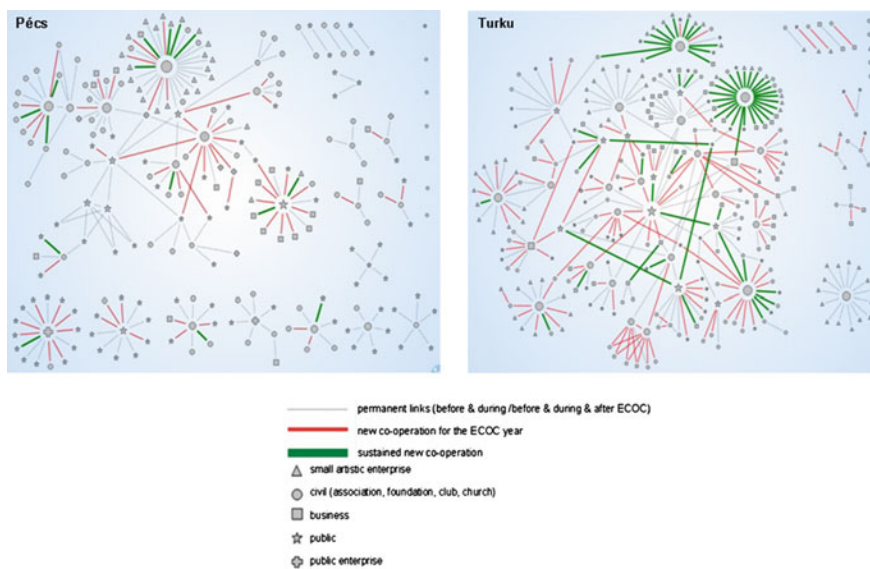 Pécs
Turku
permanent links (before & during /before & during & after ECOC)
new co-operation for the ECOC year
sustained new co-operation
small artistic enterprise
civil (association, foundation, club, church)
business
public
public enterprise